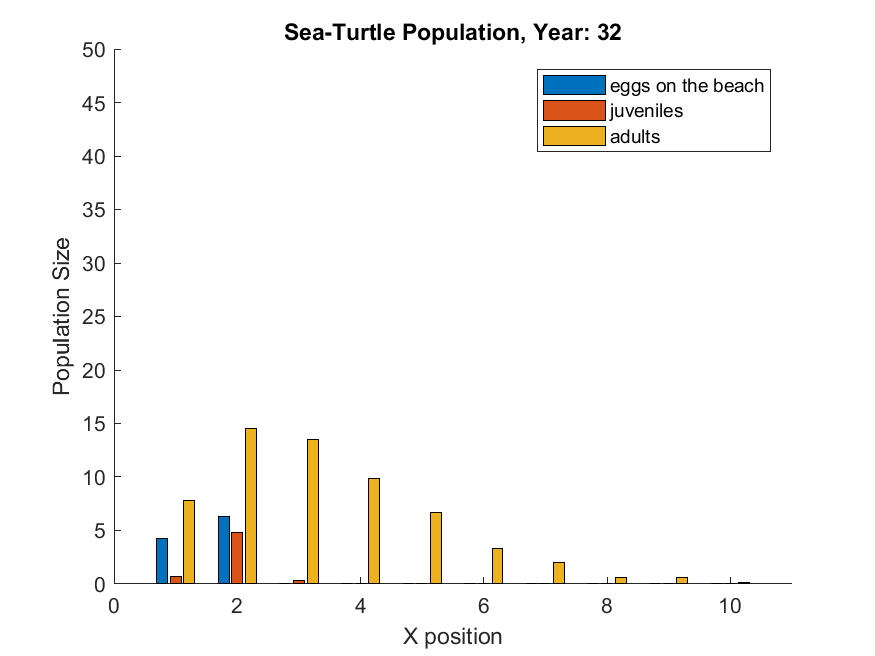 Sea-Turtle Population, Year: 32
eggs on the beach
juveniles
adults
Population Size
50
45
40
35
30
25
20
15
10
5
0
0 2 4 6 8 10
X position